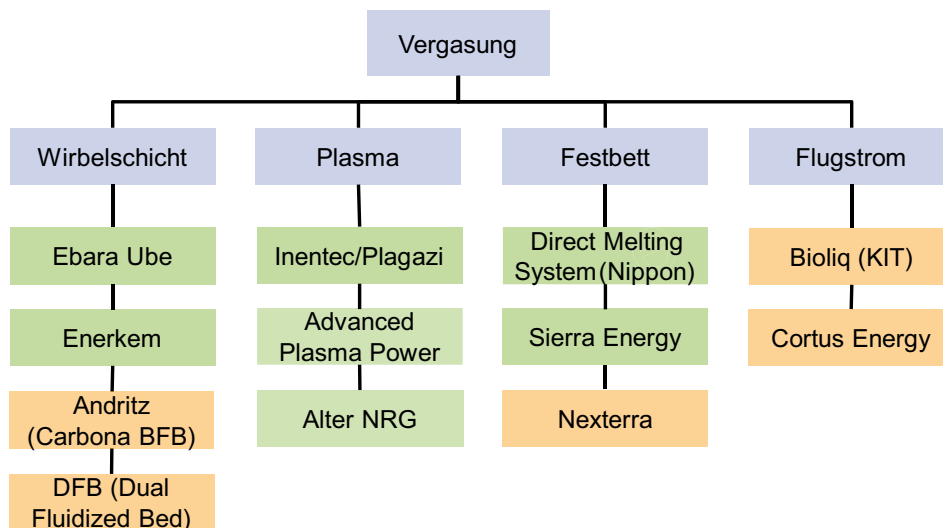 Vergasung
Wirbelschicht
Plasma
Festbett
Flugstrom
Ebara Ube
Inentec/Plagazi
Direct Melting
System (Nippon)
Bioliq (KIT)
Enerkem
Advanced
Plasma Power
Sierra Energy
Cortus Energy
Andritz
(Carbona BFB)
Alter NRG
Nexterra
DFB (Dual
Fluidized Bed)